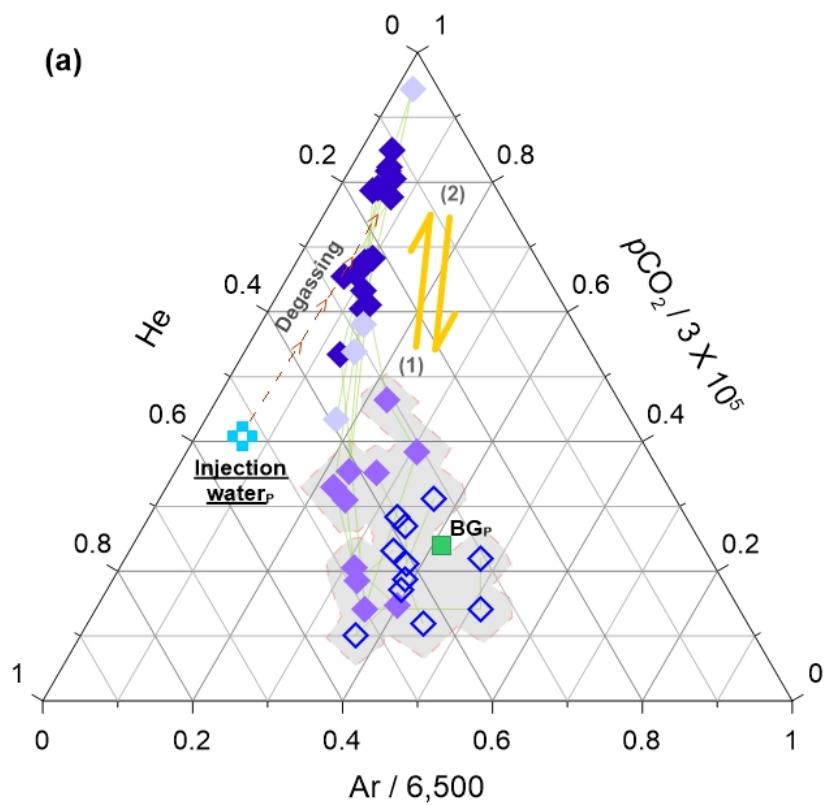 (a)
0 1
0.2 0.8
(2)
Degassing
0.4 0.6
He
pCO2 / 3 X 10^5
(1)
0.6 0.4
Injection
waterP
BGP
0.8 0.2
1 0
0 0.2 0.4 0.6 0.8 1
Ar / 6,500